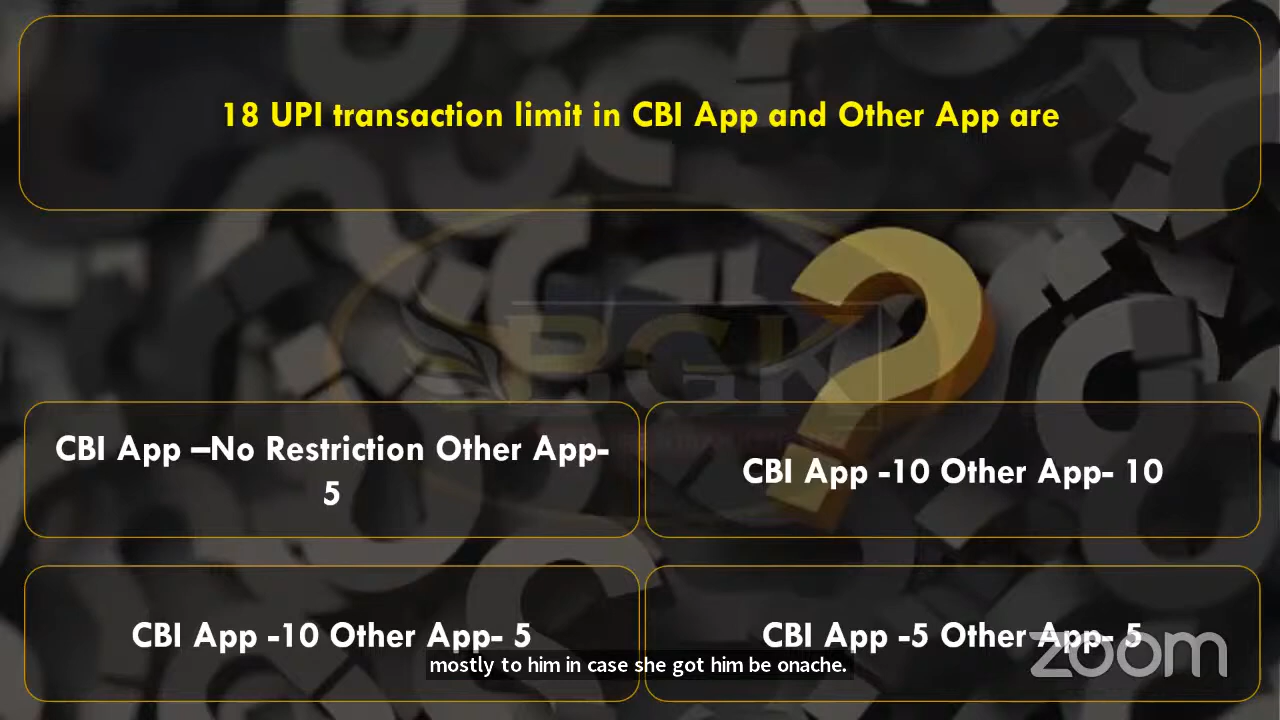 18 UPI transaction limit in CBI App and Other App are
BGK
CBI App –No Restriction Other App-
5
CBI App -10 Other App- 10
CBI App -10 Other App- 5
CBI App -5 Other App- 5
mostly to him in case she got him be onache.
zoom